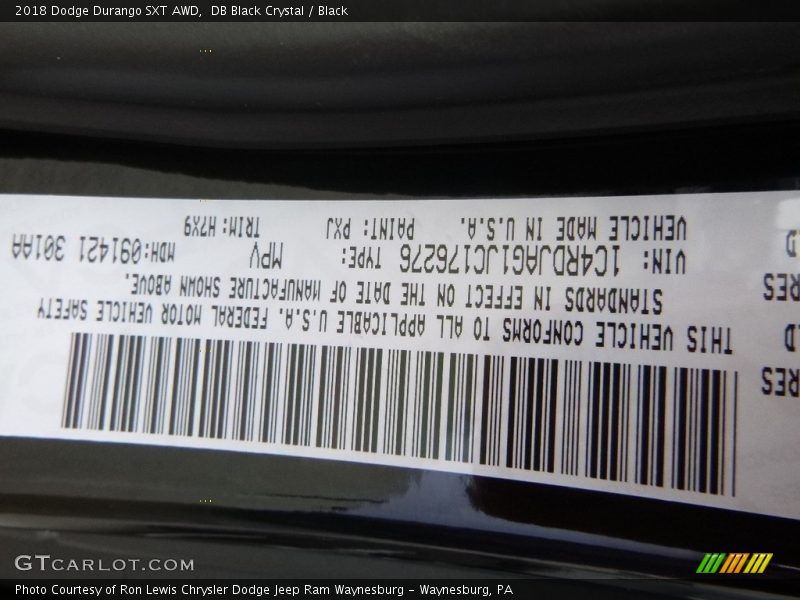 2018 Dodge Durango SXT AWD,  DB Black Crystal / Black
THIS VEHICLE CONFORMS TO ALL APPLICABLE U.S.A. FEDERAL MOTOR VEHICLE SAFETY
STANDARDS IN EFFECT ON THE DATE OF MANUFACTURE SHOWN ABOVE.
VIN: 1C4RDJAG1JC176276 TYPE: MPV MDH:091421 301AA
VEHICLE MADE IN U.S.A. PAINT: PXJ TRIM: H7X9
RES
D
RES
D
GTCARLOT.COM
Photo Courtesy of Ron Lewis Chrysler Dodge Jeep Ram Waynesburg - Waynesburg, PA